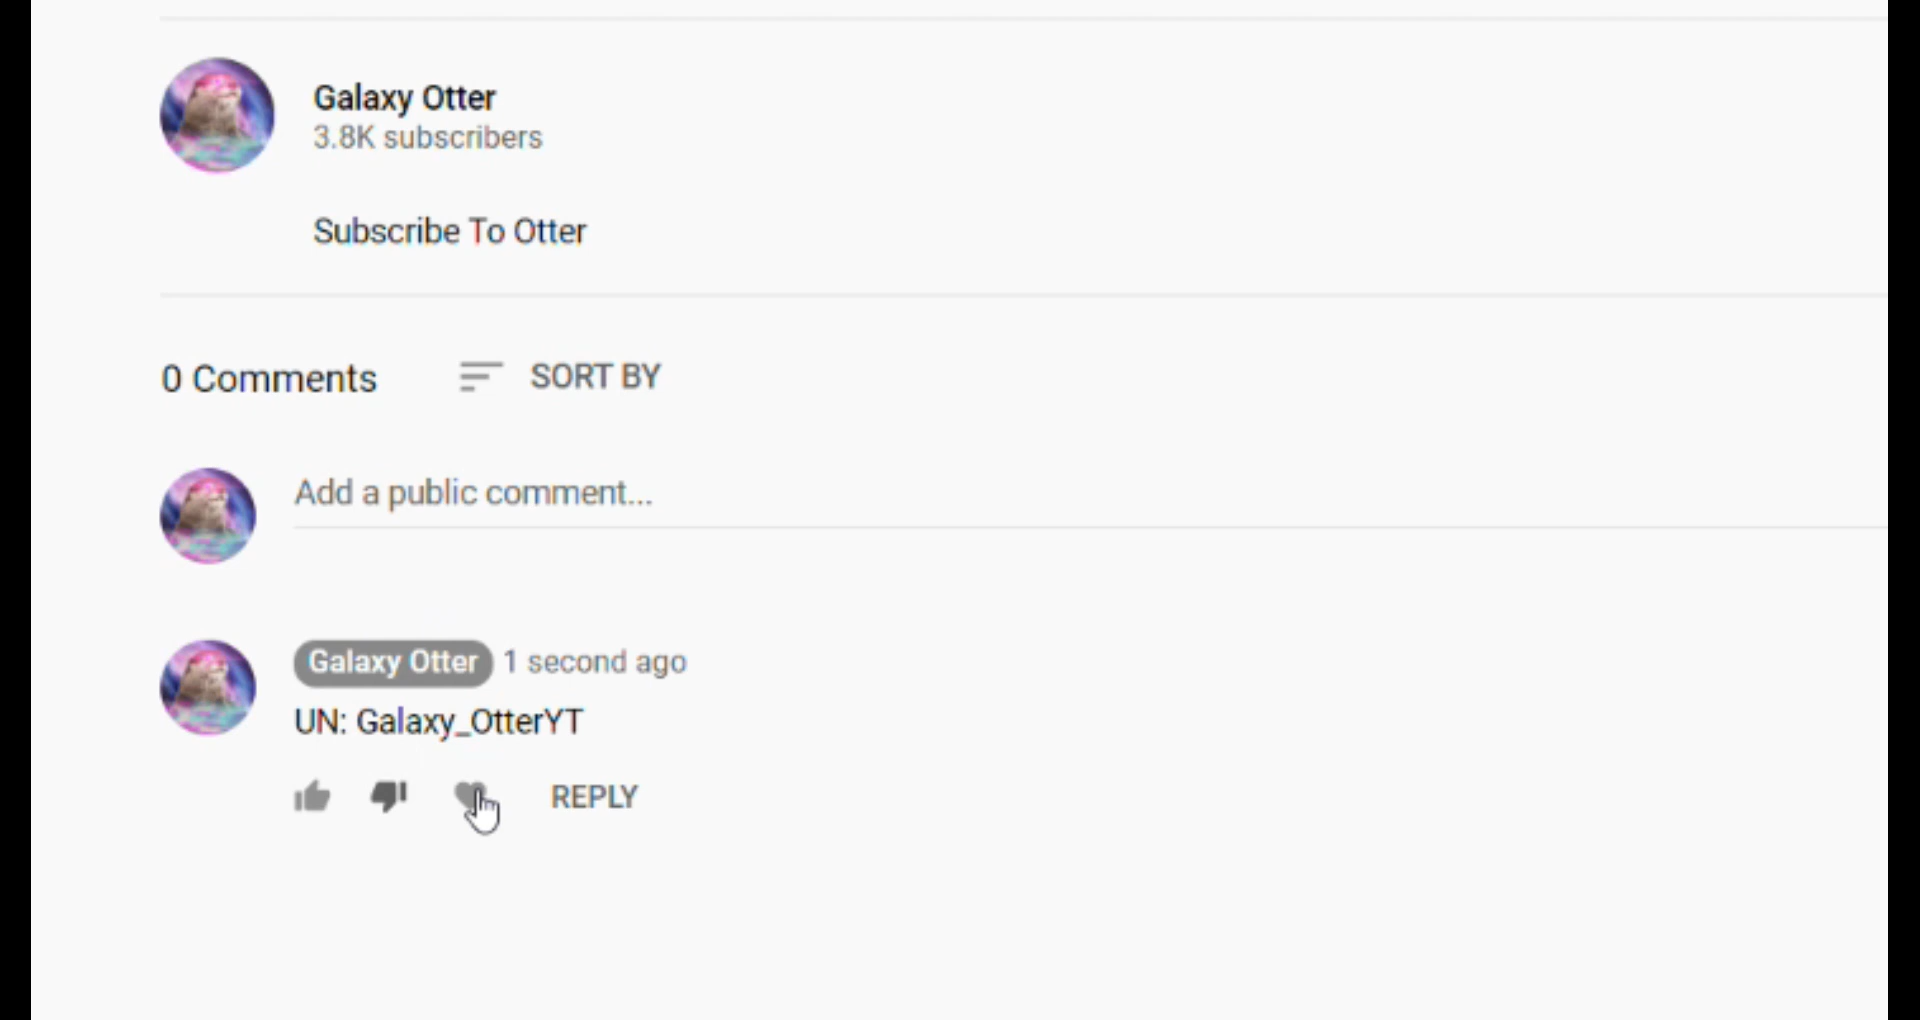 Galaxy Otter
3.8K subscribers
Subscribe To Otter
0 Comments SORT BY
Add a public comment...
Galaxy Otter 1 second ago
UN: Galaxy_OtterYT
REPLY